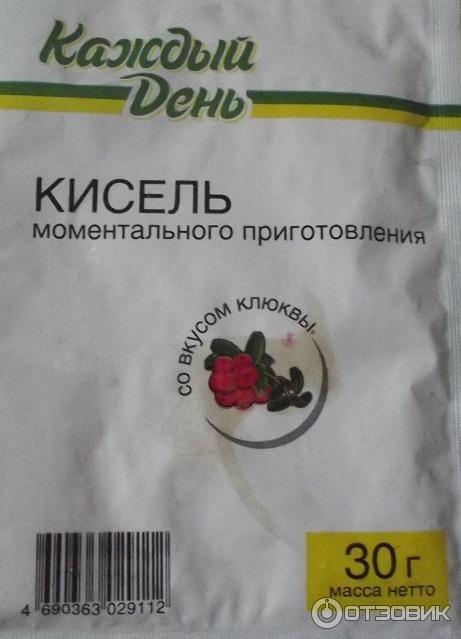 Каждый
День
КИСЕЛЬ
моментального приготовления
со вкусом клюквы
30 г
масса нетто
4 690363 029112
ОТЗОВИК